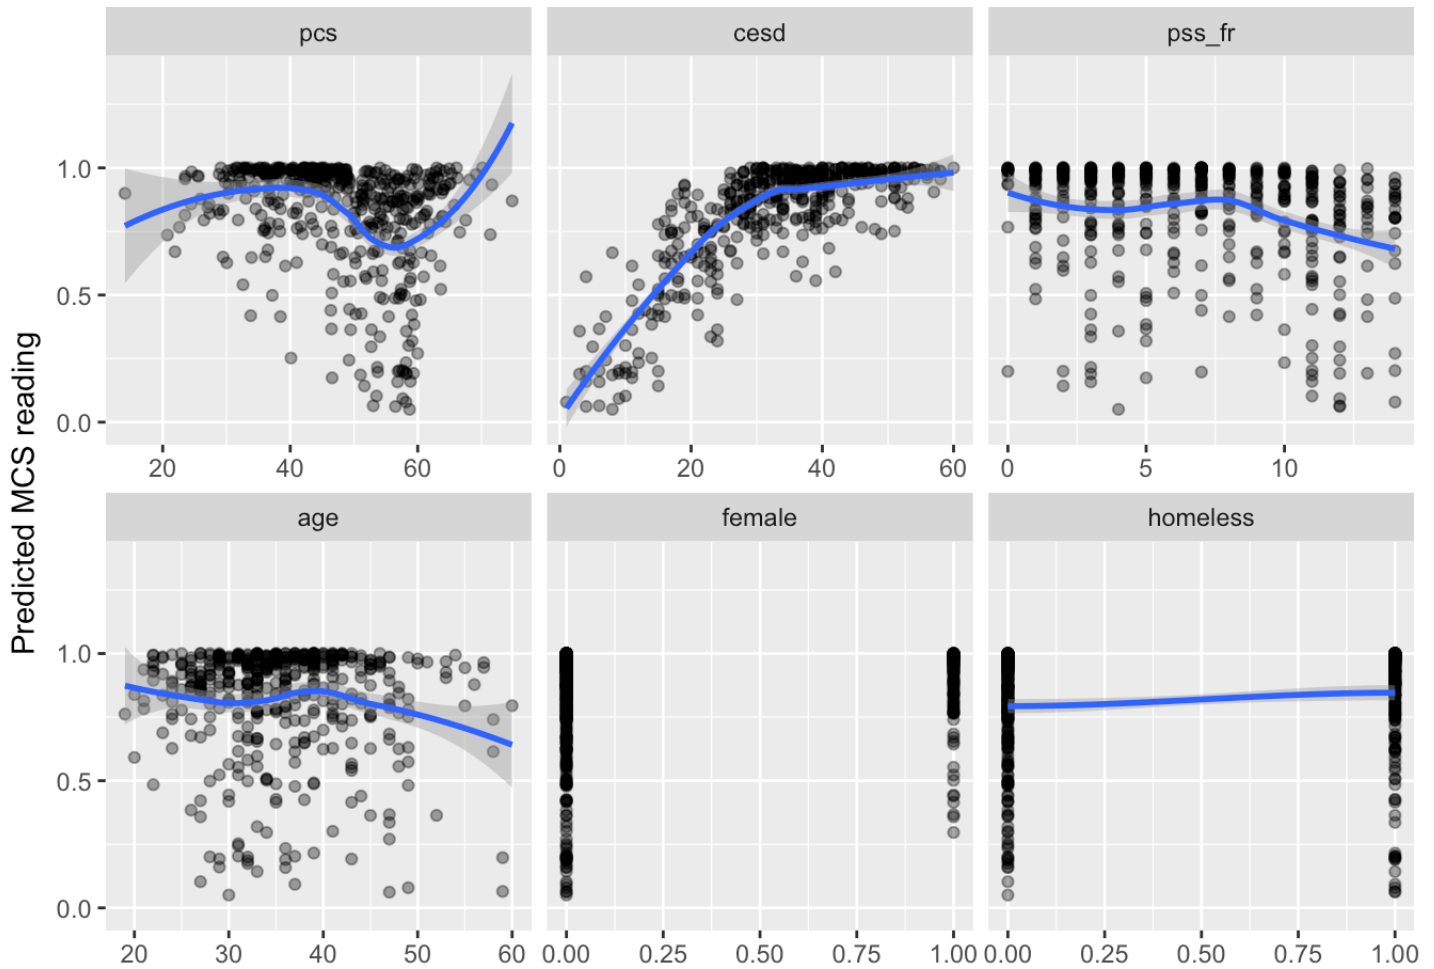 pcs cesd pss_fr
1.0
0.5
0.0
20 40 60 0 20 40 60 0 5 10
Predicted MCS reading
age female homeless
1.0
0.5
0.0
20 30 40 50 60 0.00 0.25 0.50 0.75 1.00 0.00 0.25 0.50 0.75 1.00